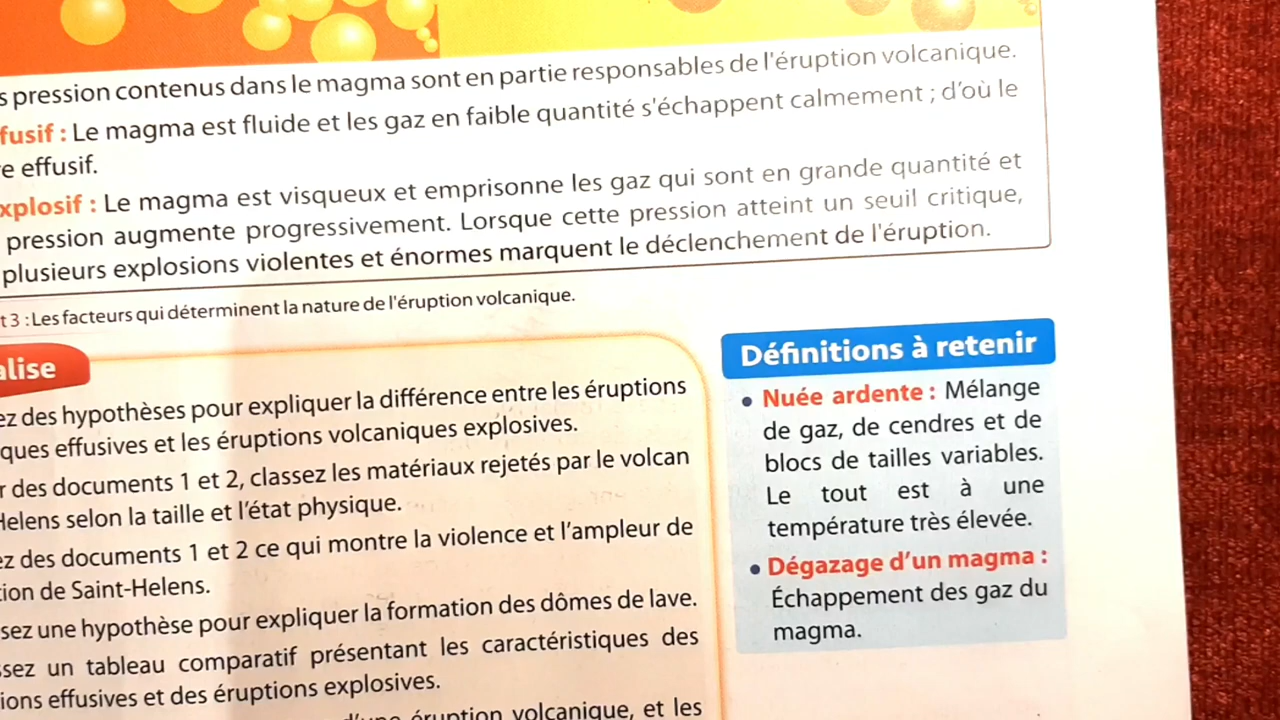 s pression contenus dans le magma sont en partie responsables de l'éruption volcanique.
fusif : Le magma est fluide et les gaz en faible quantité s'échappent calmement ; d'où le
e effusif.
xplosif : Le magma est visqueux et emprisonne les gaz qui sont en grande quantité et
pression augmente progressivement. Lorsque cette pression atteint un seuil critique,
plusieurs explosions violentes et énormes marquent le déclenchement de l'éruption.
t 3 : Les facteurs qui déterminent la nature de l'éruption volcanique.
alise
ez des hypothèses pour expliquer la différence entre les éruptions
ques effusives et les éruptions volcaniques explosives.
r des documents 1 et 2, classez les matériaux rejetés par le volcan
Helens selon la taille et l'état physique.
ez des documents 1 et 2 ce qui montre la violence et l'ampleur de
tion de Saint-Helens.
sez une hypothèse pour expliquer la formation des dômes de lave.
ssez un tableau comparatif présentant les caractéristiques des
ions effusives et des éruptions explosives.
d'une éruption volcanique, et les
Définitions à retenir
• Nuée ardente : Mélange
de gaz, de cendres et de
blocs de tailles variables.
Le tout est à une
température très élevée.
• Dégazage d'un magma :
Échappement des gaz du
magma.